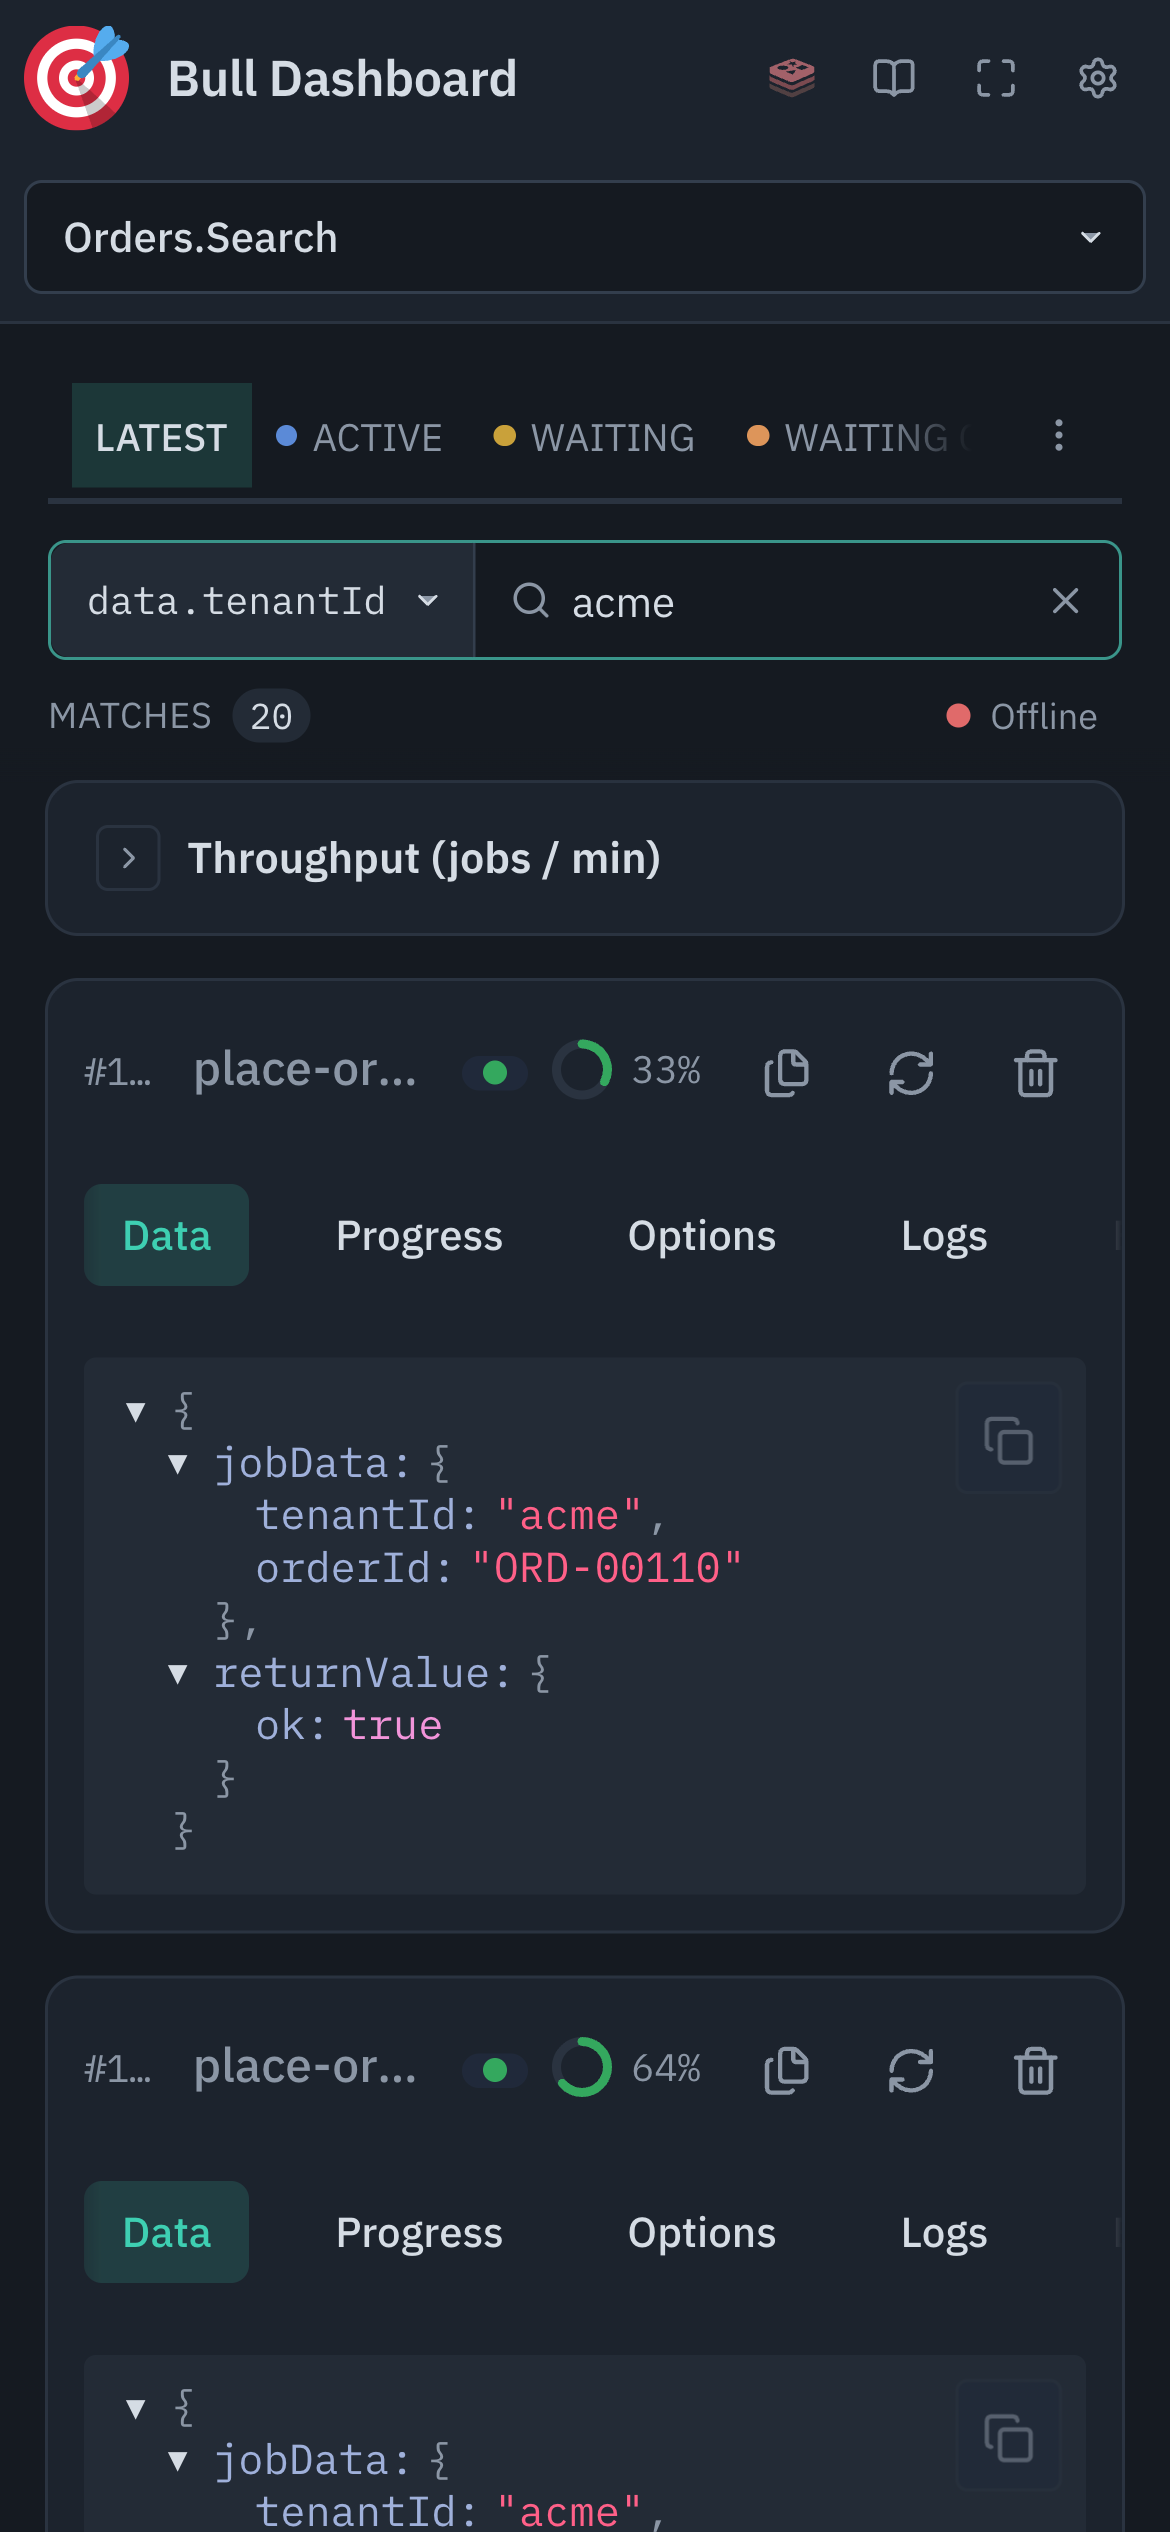 Bull Dashboard
Orders.Search
LATEST ACTIVE WAITING WAITING
data.tenantId acme
MATCHES 20 Offline
Throughput (jobs / min)
#1... place-or... 33%
Data Progress Options Logs
▼ {
▼ jobData: {
tenantId: "acme",
orderId: "ORD-00110"
},
▼ returnValue: {
ok: true
}
}
#1... place-or... 64%
Data Progress Options Logs
▼ {
▼ jobData: {
tenantId: "acme",